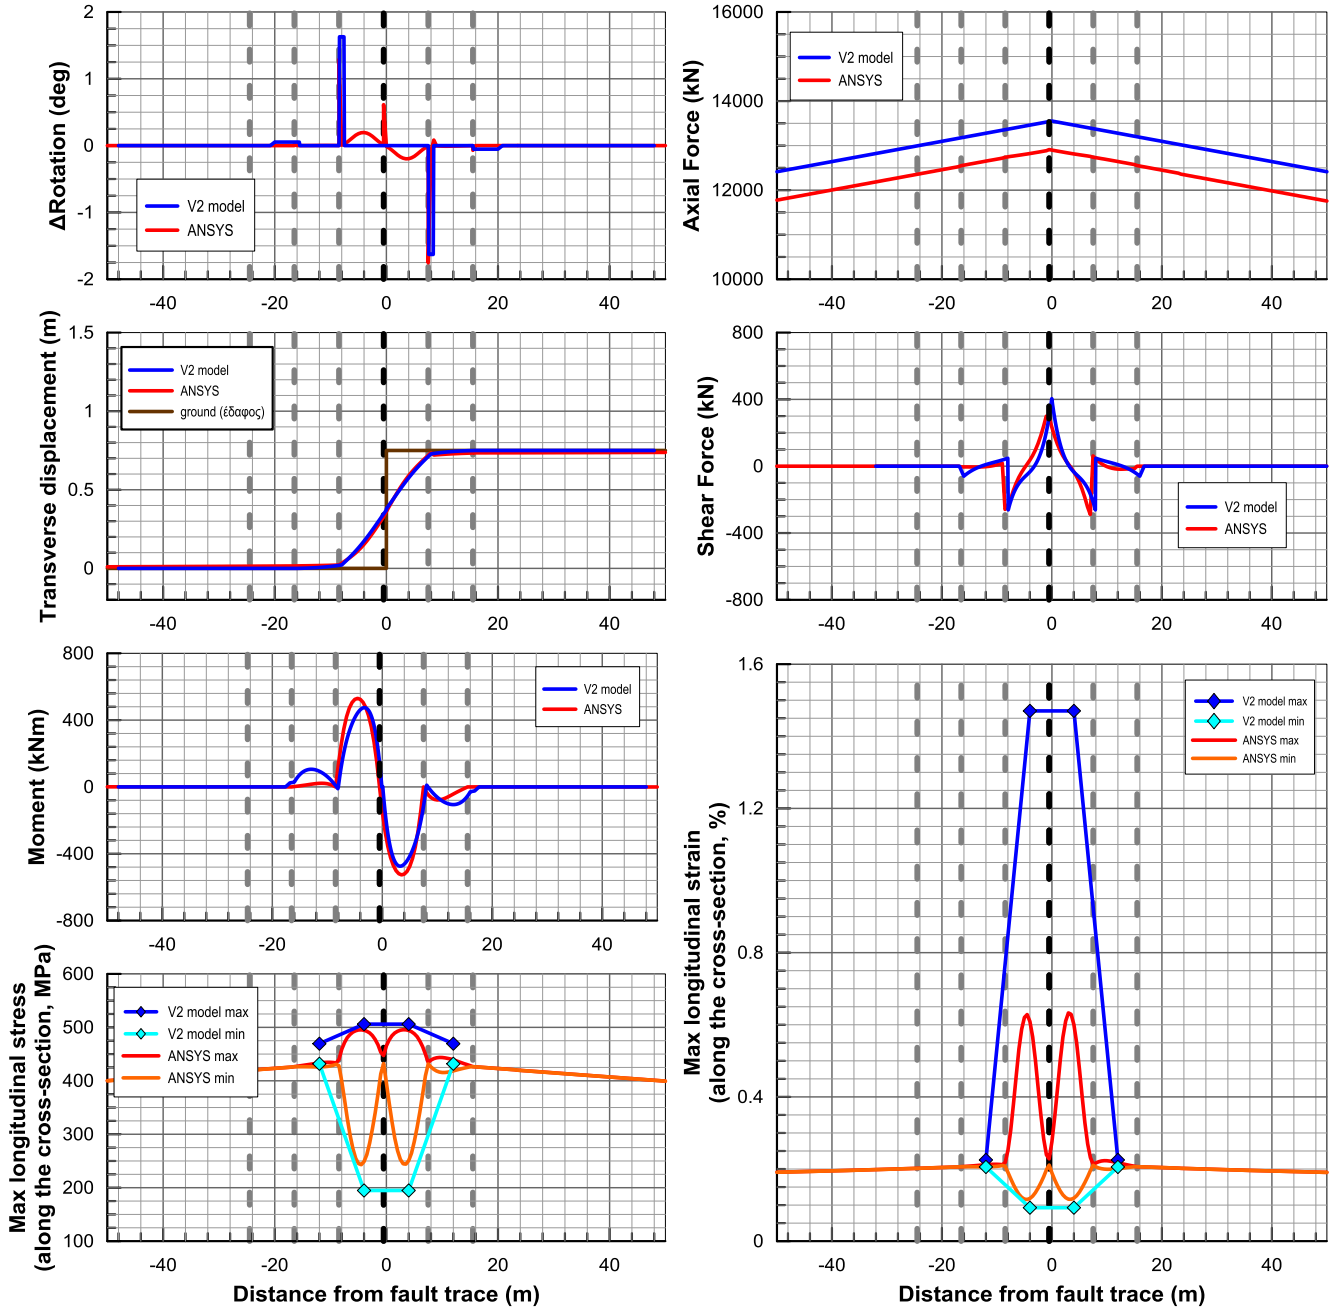 ΔRotation (deg)
2
1
0
-1
-2
V2 model
ANSYS
-40
-20
0
20
40
Axial Force (kN)
16000
14000
12000
10000
V2 model
ANSYS
-40
-20
0
20
40
Transverse displacement (m)
1.5
1
0.5
0
V2 model
ANSYS
ground (έδαφος)
-40
-20
0
20
40
Shear Force (kN)
800
400
0
-400
-800
V2 model
ANSYS
-40
-20
0
20
40
Moment (kNm)
800
400
0
-400
-800
V2 model
ANSYS
-40
-20
0
20
40
Max longitudinal stress
(along the cross-section, MPa)
600
500
400
300
200
100
V2 model max
V2 model min
ANSYS max
ANSYS min
-40
-20
0
20
40
Distance from fault trace (m)
Max longitudinal strain
(along the cross-section, %)
1.6
1.2
0.8
0.4
0
V2 model max
V2 model min
ANSYS max
ANSYS min
-40
-20
0
20
40
Distance from fault trace (m)